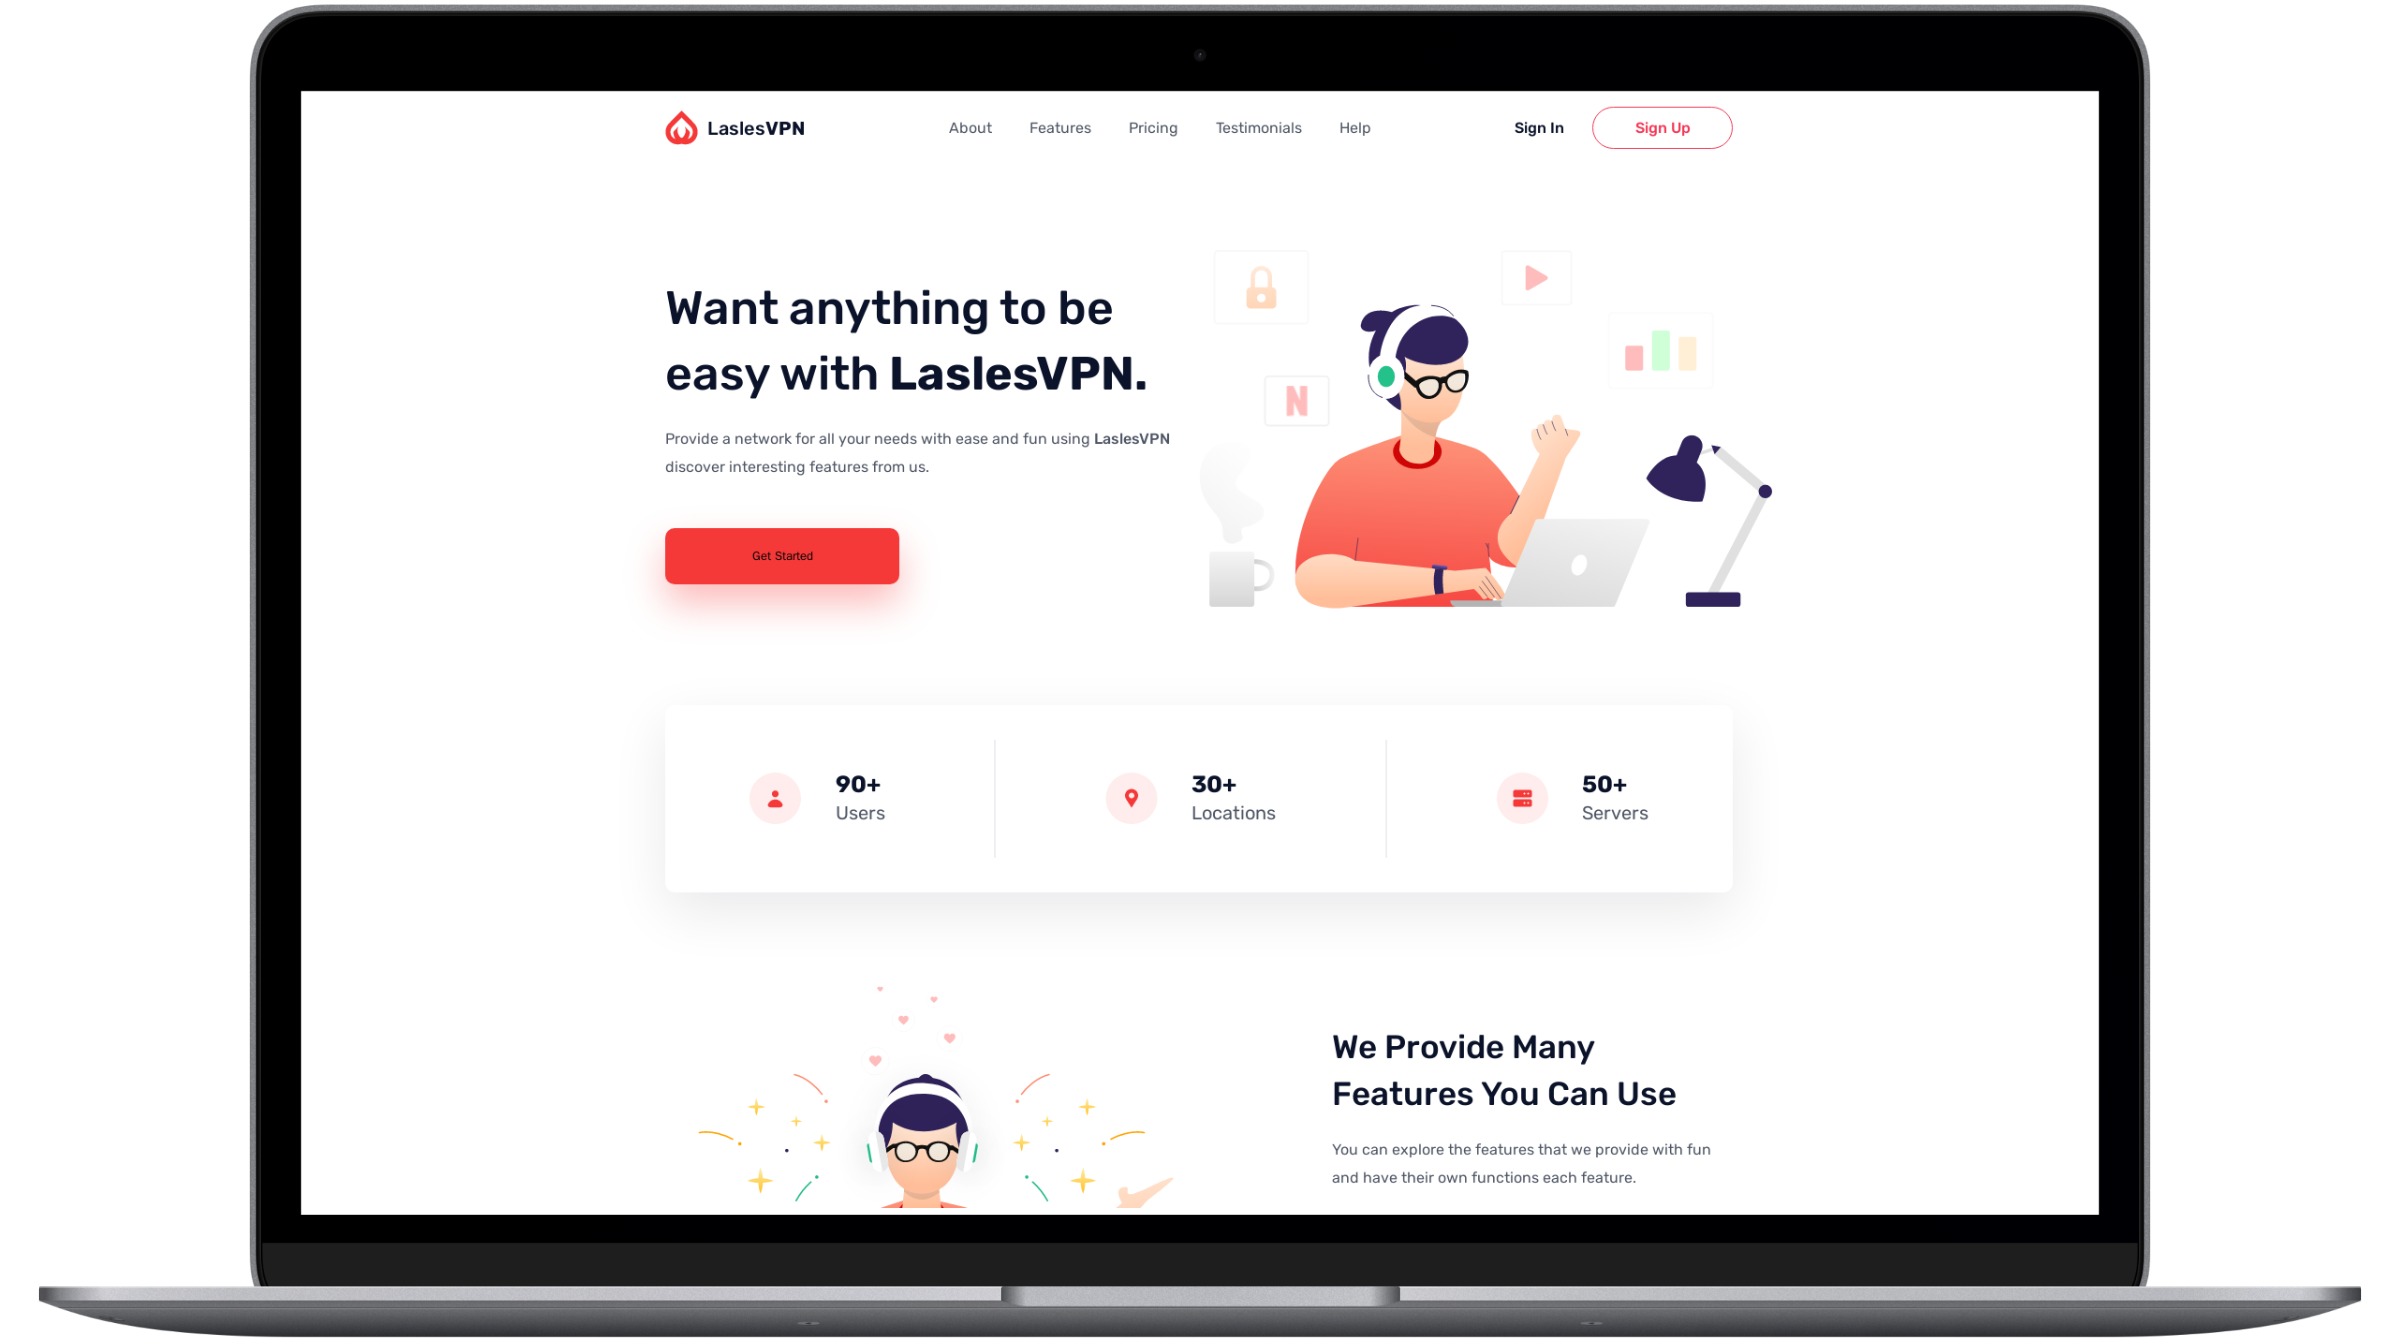 LaslesVPN
About
Features
Pricing
Testimonials
Help
Sign In
Sign Up
Want anything to be
easy with LaslesVPN.
Provide a network for all your needs with ease and fun using LaslesVPN
discover interesting features from us.
Get Started
N
90+
Users
30+
Locations
50+
Servers
We Provide Many
Features You Can Use
You can explore the features that we provide with fun
and have their own functions each feature.